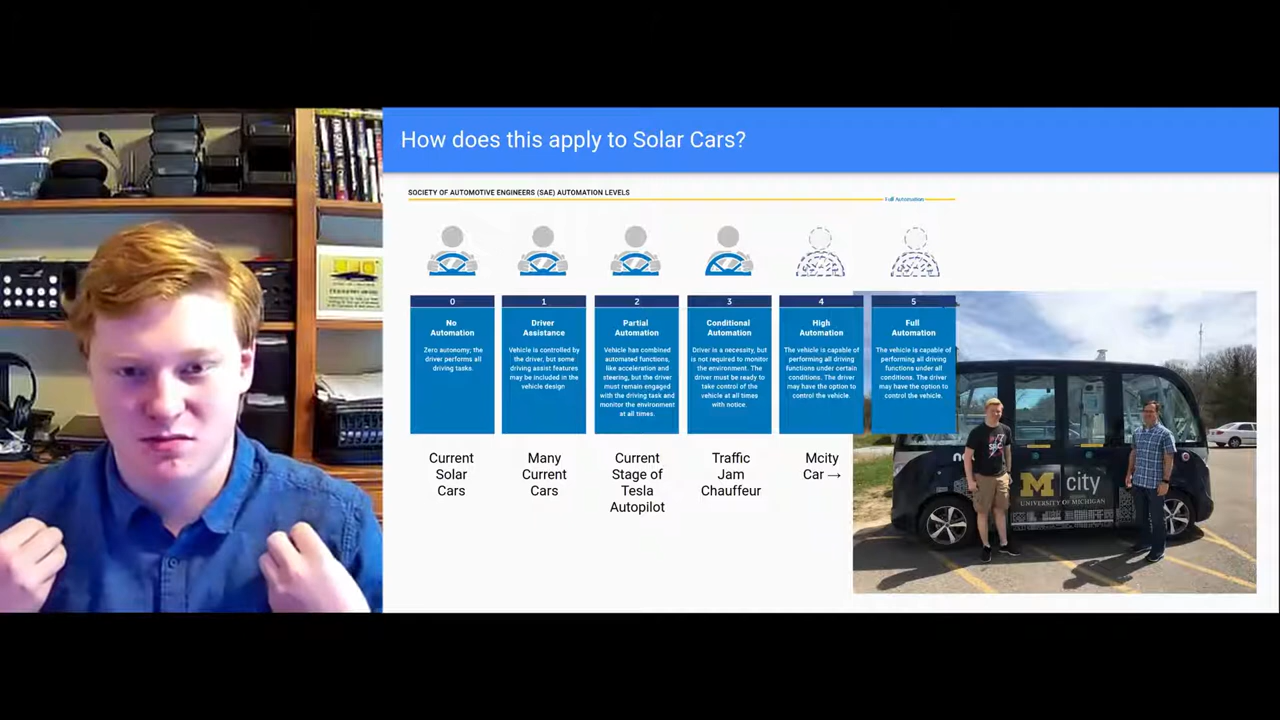 How does this apply to Solar Cars?
SOCIETY OF AUTOMOTIVE ENGINEERS (SAE) AUTOMATION LEVELS
Full Automation
0
No
Automation
Zero autonomy; the
driver performs all
driving tasks.
1
Driver
Assistance
Vehicle is controlled by
the driver, but some
driving assist features
may be included in the
vehicle design
2
Partial
Automation
Vehicle has combined
automated functions,
like acceleration and
steering, but the driver
must remain engaged
with the driving task and
monitor the environment
at all times.
3
Conditional
Automation
Driver is a necessity, but
is not required to monitor
the environment. The
driver must be ready to
take control of the
vehicle at all times
with notice.
4
High
Automation
The vehicle is capable of
performing all driving
functions under certain
conditions. The driver
may have the option to
control the vehicle.
5
Full
Automation
The vehicle is capable of
performing all driving
functions under all
conditions. The driver
may have the option to
control the vehicle.
Current
Solar
Cars
Many
Current
Cars
Current
Stage of
Tesla
Autopilot
Traffic
Jam
Chauffeur
Mcity
Car →
M city
UNIVERSITY OF MICHIGAN